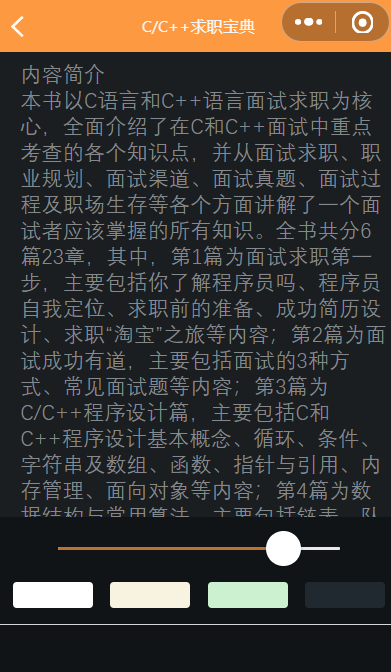 C/C++求职宝典
内容简介
本书以C语言和C++语言面试求职为核
心，全面介绍了在C和C++面试中重点
考查的各个知识点，并从面试求职、职
业规划、面试渠道、面试真题、面试过
程及职场生存等各个方面讲解了一个面
试者应该掌握的所有知识。全书共分6
篇23章，其中，第1篇为面试求职第一
步，主要包括你了解程序员吗、程序员
自我定位、求职前的准备、成功简历设
计、求职“淘宝”之旅等内容；第2篇为面
试成功有道，主要包括面试的3种方
式、常见面试题等内容；第3篇为
C/C++程序设计篇，主要包括C和
C++程序设计基本概念、循环、条件、
字符串及数组、函数、指针与引用、内
存管理、面向对象等内容；第4篇为数
据结构与常用算法，主要包括链表、队